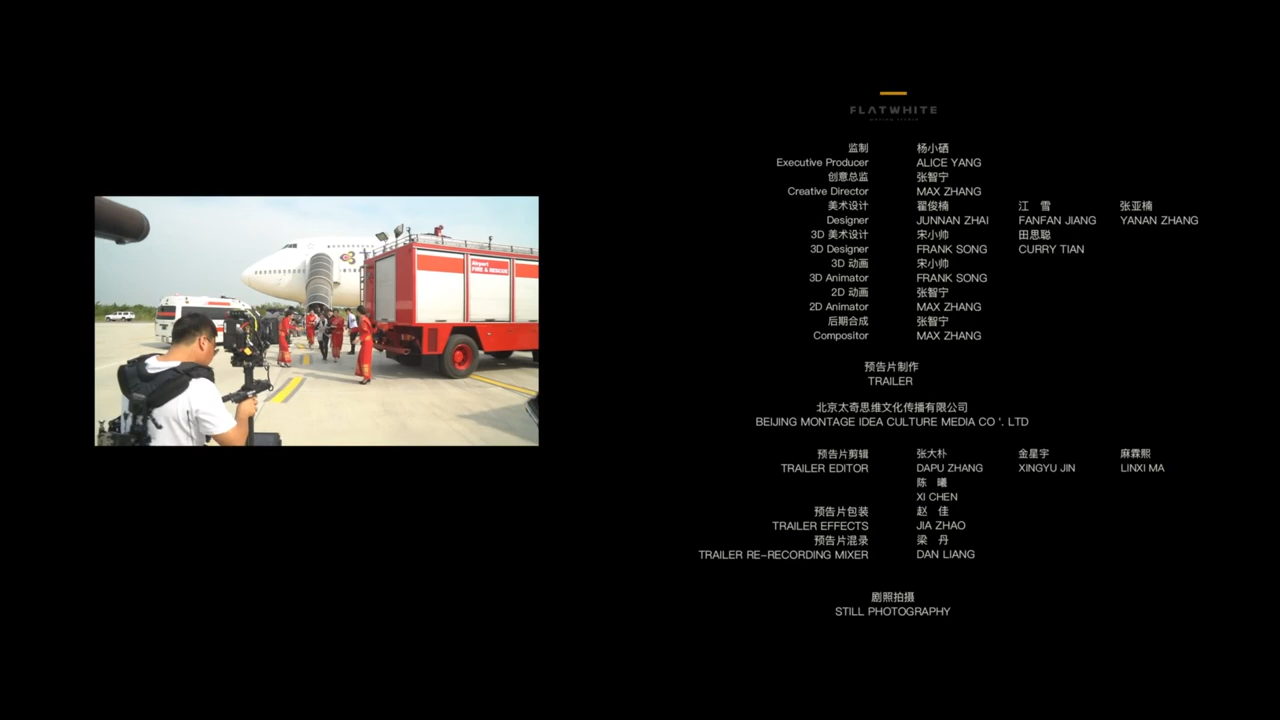 Airport
FIRE & RESCUE
FLATWHITE
监制 杨小硒
Executive Producer ALICE YANG
创意总监 张智宁
Creative Director MAX ZHANG
美术设计 翟俊楠 江 雪 张亚楠
Designer JUNNAN ZHAI FANFAN JIANG YANAN ZHANG
3D 美术设计 宋小帅 田思聪
3D Designer FRANK SONG CURRY TIAN
3D 动画 宋小帅
3D Animator FRANK SONG
2D 动画 张智宁
2D Animator MAX ZHANG
后期合成 张智宁
Compositor MAX ZHANG
预告片制作
TRAILER
北京太奇思维文化传播有限公司
BEIJING MONTAGE IDEA CULTURE MEDIA CO '. LTD
预告片剪辑 张大朴 金星宇 麻霖熙
TRAILER EDITOR DAPU ZHANG XINGYU JIN LINXI MA
陈 曦
XI CHEN
预告片包装 赵 佳
TRAILER EFFECTS JIA ZHAO
预告片混录 梁 丹
TRAILER RE-RECORDING MIXER DAN LIANG
剧照拍摄
STILL PHOTOGRAPHY